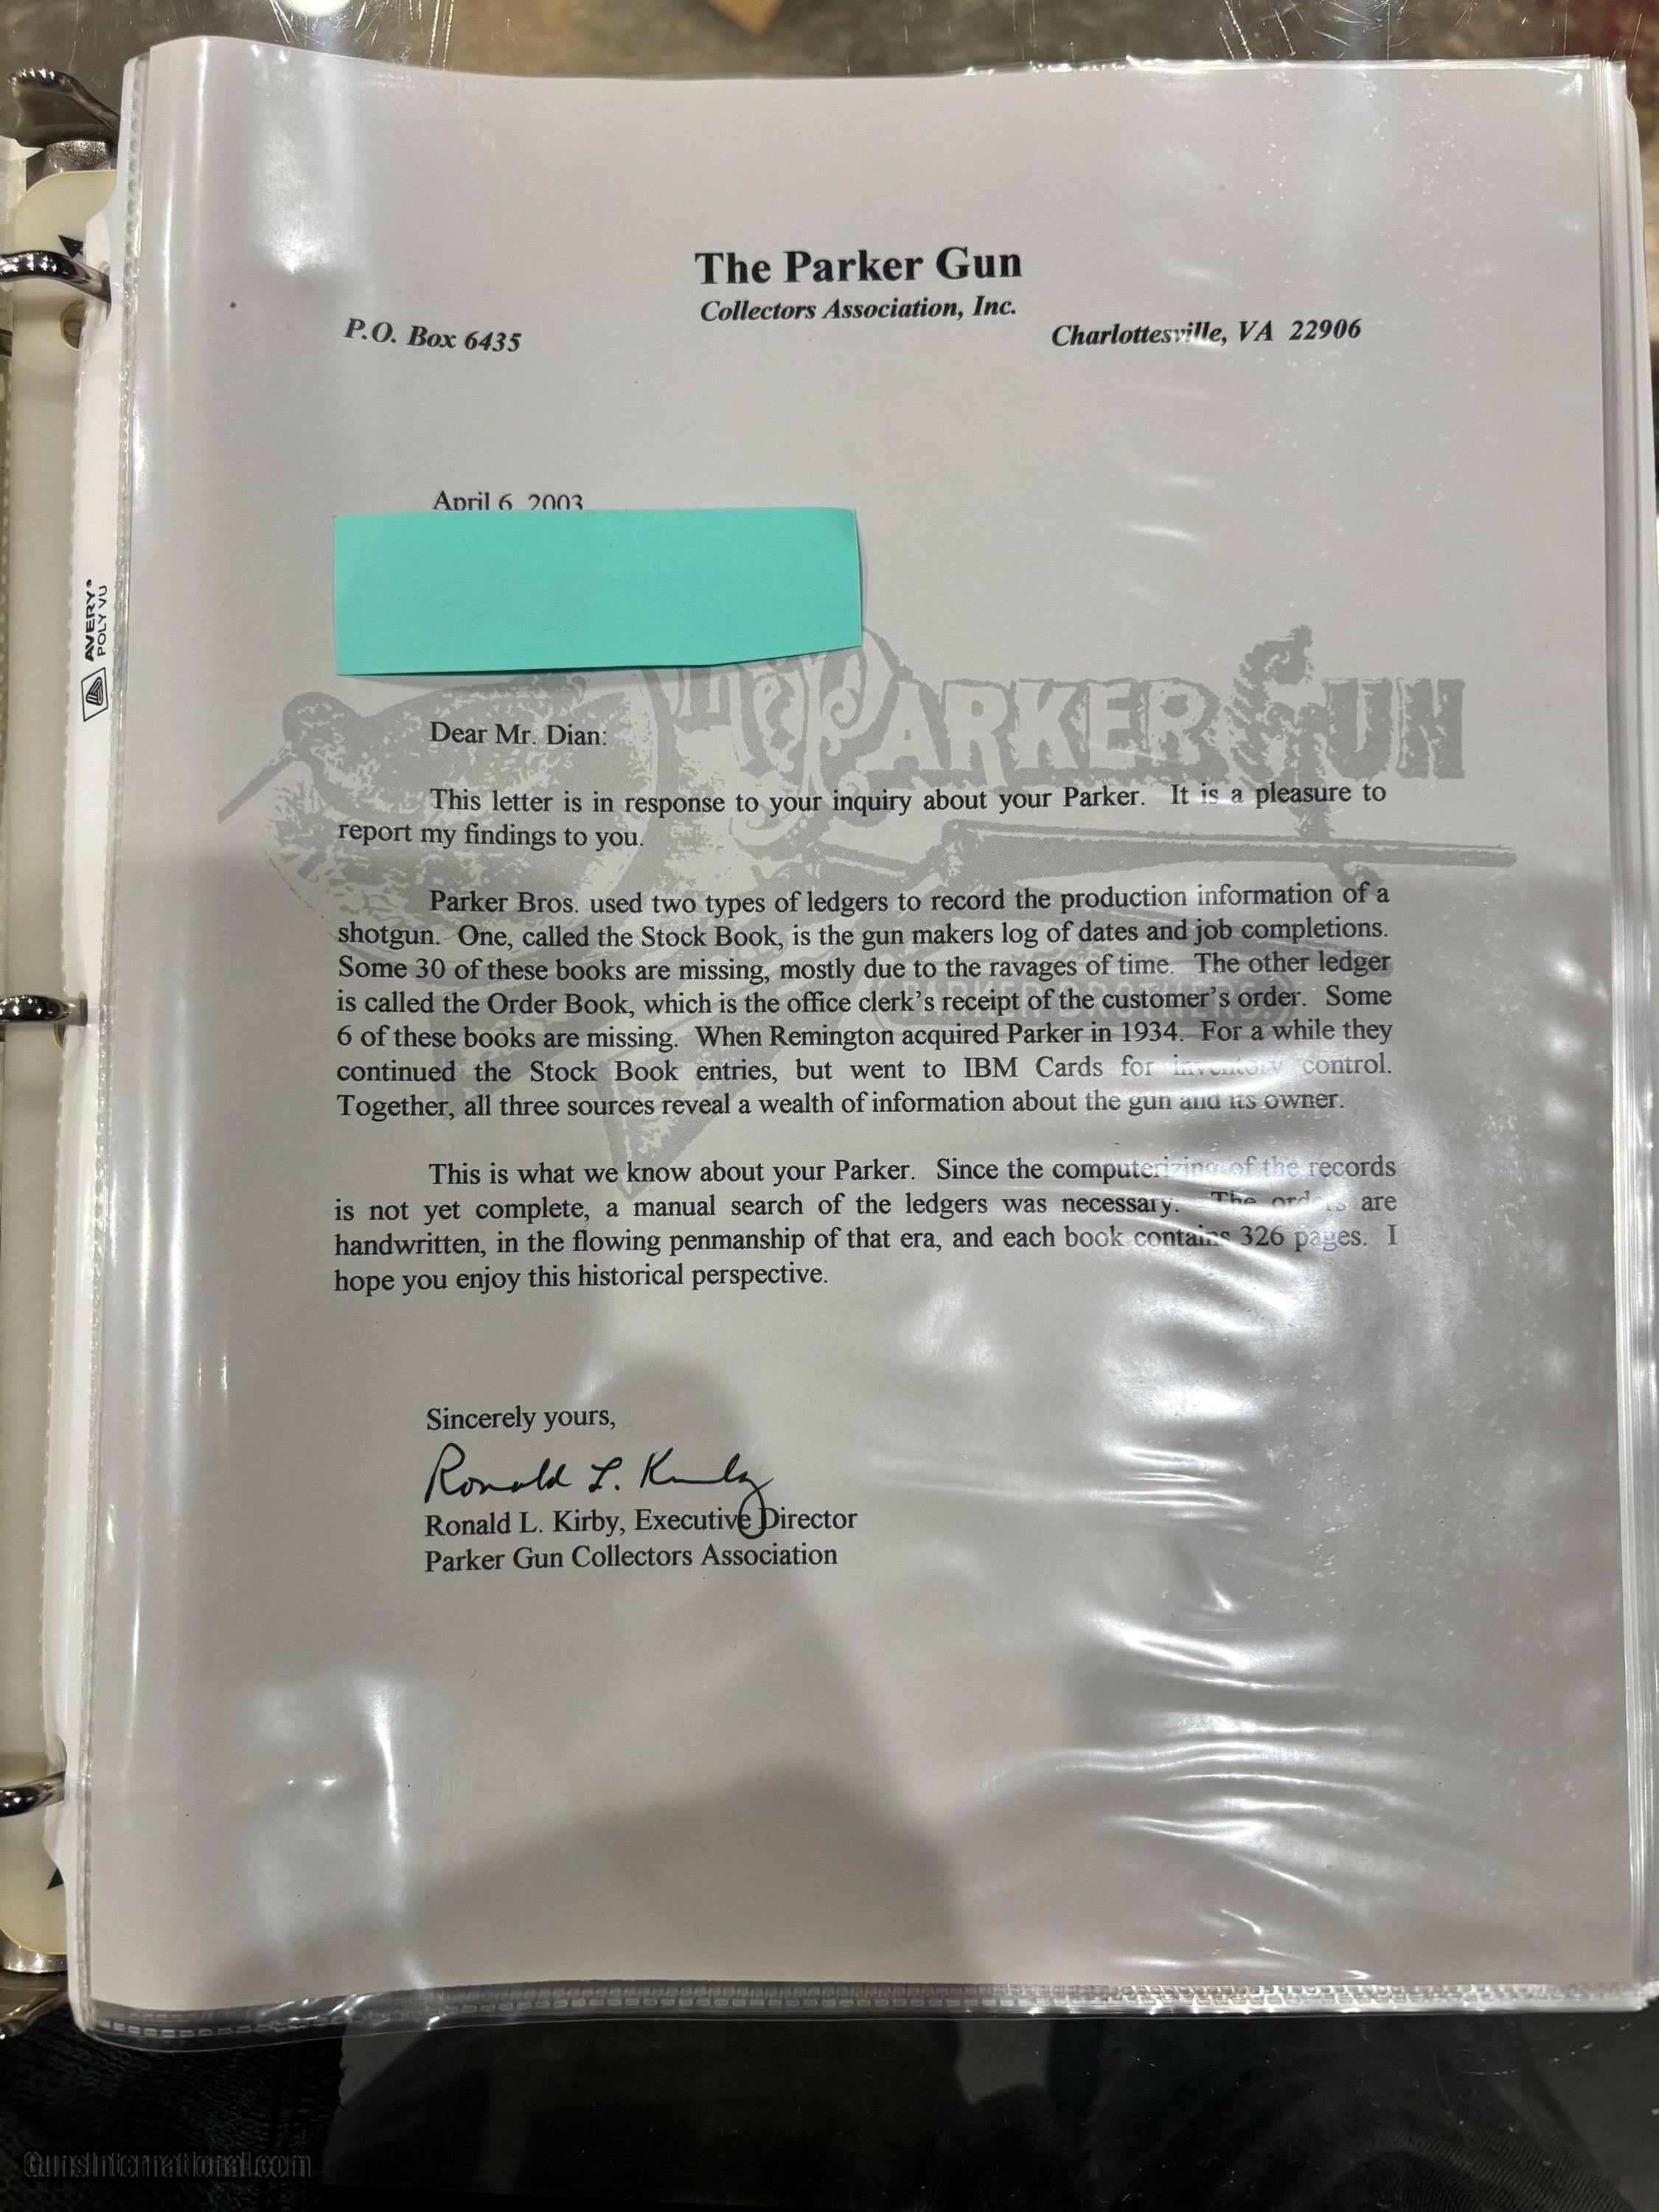 The Parker Gun
Collectors Association, Inc.
P.O. Box 6435
Charlottesville, VA 22906
April 6, 2003
AVERY®
POLY VU
THE PARKER GUN
Dear Mr. Dian:
This letter is in response to your inquiry about your Parker. It is a pleasure to
report my findings to you.
Parker Bros. used two types of ledgers to record the production information of a
shotgun. One, called the Stock Book, is the gun makers log of dates and job completions.
Some 30 of these books are missing, mostly due to the ravages of time. The other ledger
is called the Order Book, which is the office clerk's receipt of the customer's order. Some
PARKER BROTHERS
6 of these books are missing. When Remington acquired Parker in 1934. For a while they
continued the Stock Book entries, but went to IBM Cards for inventory control.
Together, all three sources reveal a wealth of information about the gun and its owner.
This is what we know about your Parker. Since the computerizing of the records
is not yet complete, a manual search of the ledgers was necessary. The orders are
handwritten, in the flowing penmanship of that era, and each book contains 326 pages. I
hope you enjoy this historical perspective.
Sincerely yours,
Ronald L. Kirby
Ronald L. Kirby, Executive Director
Parker Gun Collectors Association
GunsInternational.com